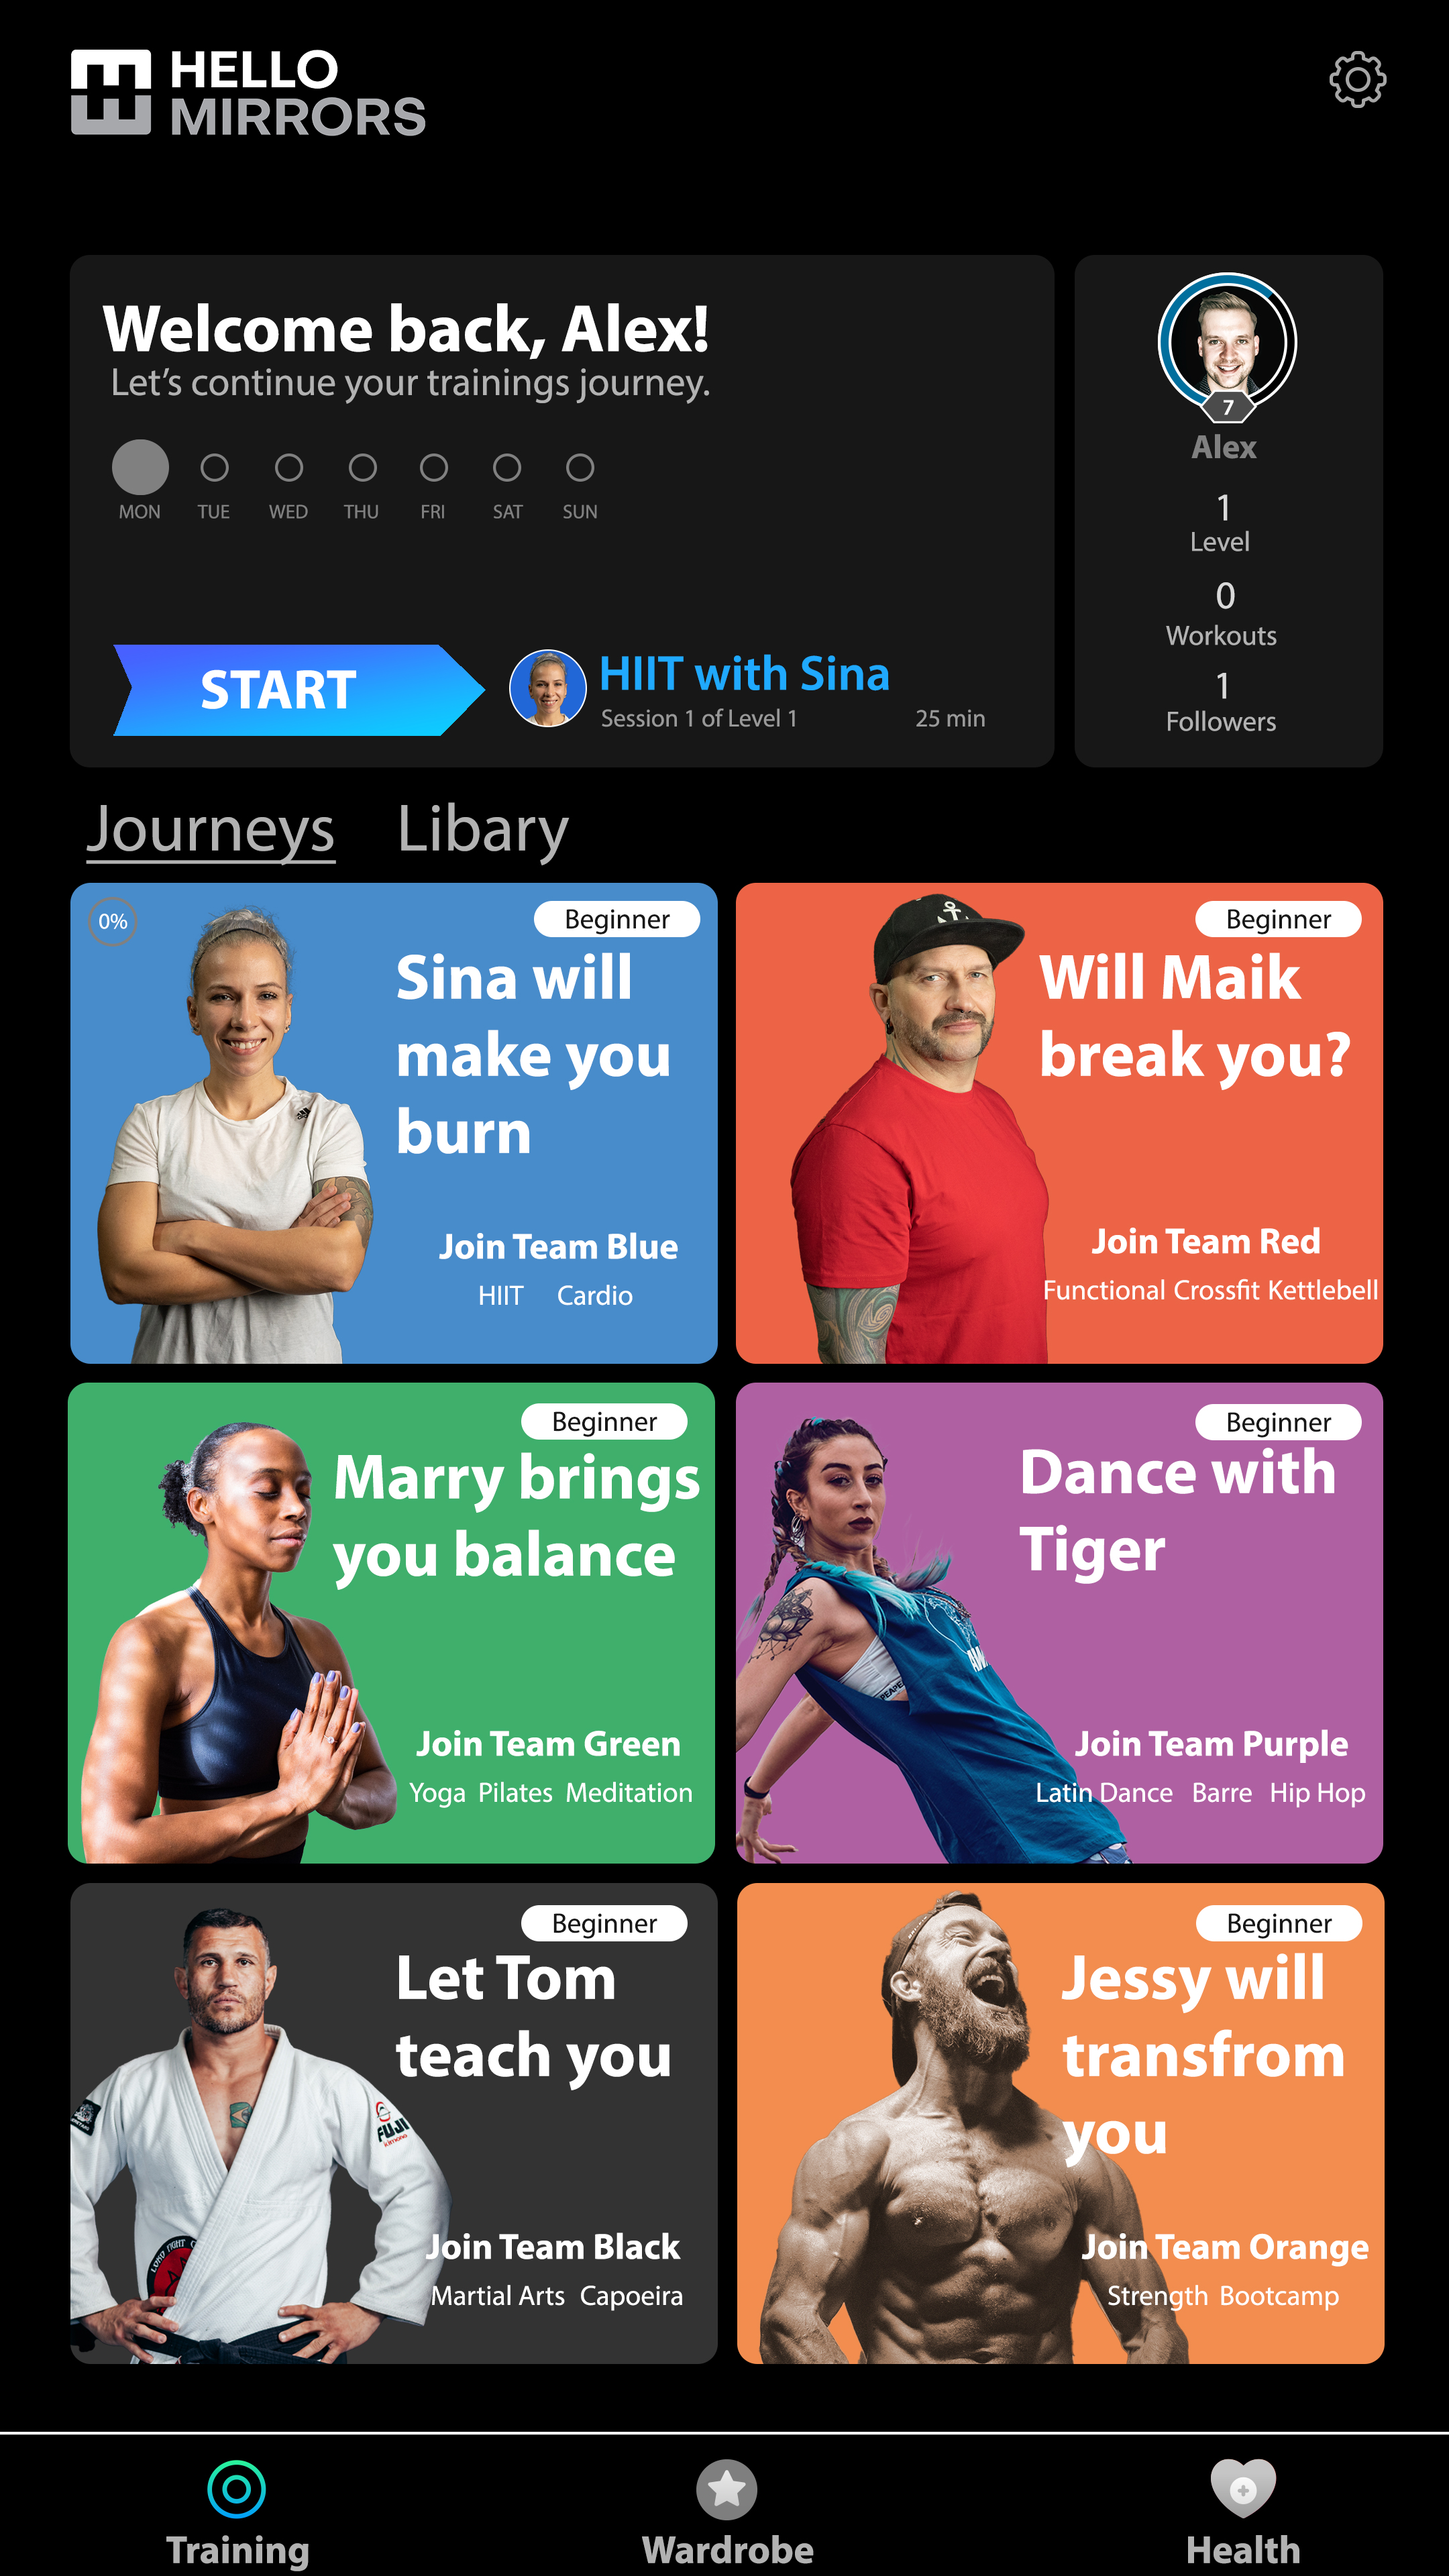 HELLO
MIRRORS
Welcome back, Alex!
Let's continue your trainings journey.
MON TUE WED THU FRI SAT SUN
START
HIIT with Sina
Session 1 of Level 1 25 min
7
Alex
1
Level
0
Workouts
1
Followers
Journeys Libary
0%
Beginner
Sina will
make you
burn
Join Team Blue
HIIT Cardio
Beginner
Will Maik
break you?
Join Team Red
Functional Crossfit Kettlebell
Beginner
Marry brings
you balance
Join Team Green
Yoga Pilates Meditation
Beginner
Dance with
Tiger
Join Team Purple
Latin Dance Barre Hip Hop
Beginner
Let Tom
teach you
FUJI
Join Team Black
Martial Arts Capoeira
Beginner
Jessy will
transfrom
you
Join Team Orange
Strength Bootcamp
Training Wardrobe Health